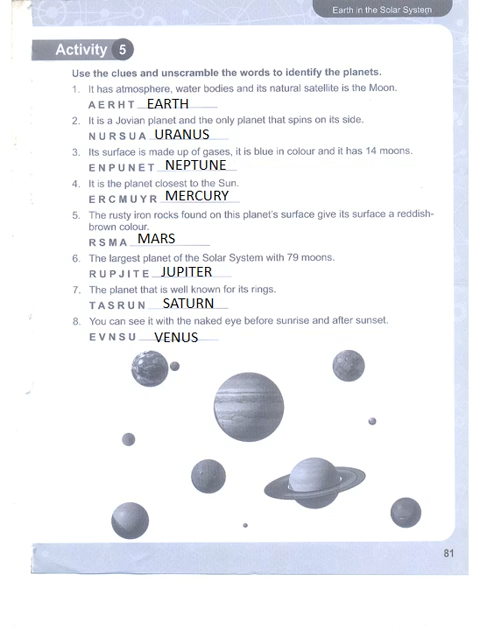 Earth in the Solar System
Activity 5
Use the clues and unscramble the words to identify the planets.
1. It has atmosphere, water bodies and its natural satellite is the Moon.
A E R H T EARTH
2. It is a Jovian planet and the only planet that spins on its side.
N U R S U A URANUS
3. Its surface is made up of gases, it is blue in colour and it has 14 moons.
E N P U N E T NEPTUNE
4. It is the planet closest to the Sun.
E R C M U Y R MERCURY
5. The rusty iron rocks found on this planet's surface give its surface a reddish-
brown colour.
R S M A MARS
6. The largest planet of the Solar System with 79 moons.
R U P J I T E JUPITER
7. The planet that is well known for its rings.
T A S R U N SATURN
8. You can see it with the naked eye before sunrise and after sunset.
E V N S U VENUS
81